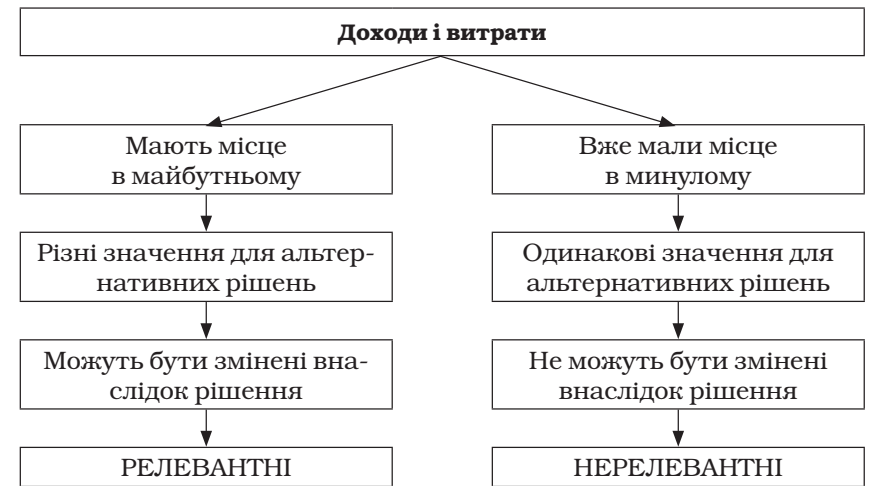 Доходи і витрати
Мають місце
в майбутньому
Вже мали місце
в минулому
Різні значення для альтер-
нативних рішень
Одинакові значення для
альтернативних рішень
Можуть бути змінені вна-
слідок рішення
Не можуть бути змінені
внаслідок рішення
РЕЛЕВАНТНІ
НЕРЕЛЕВАНТНІ